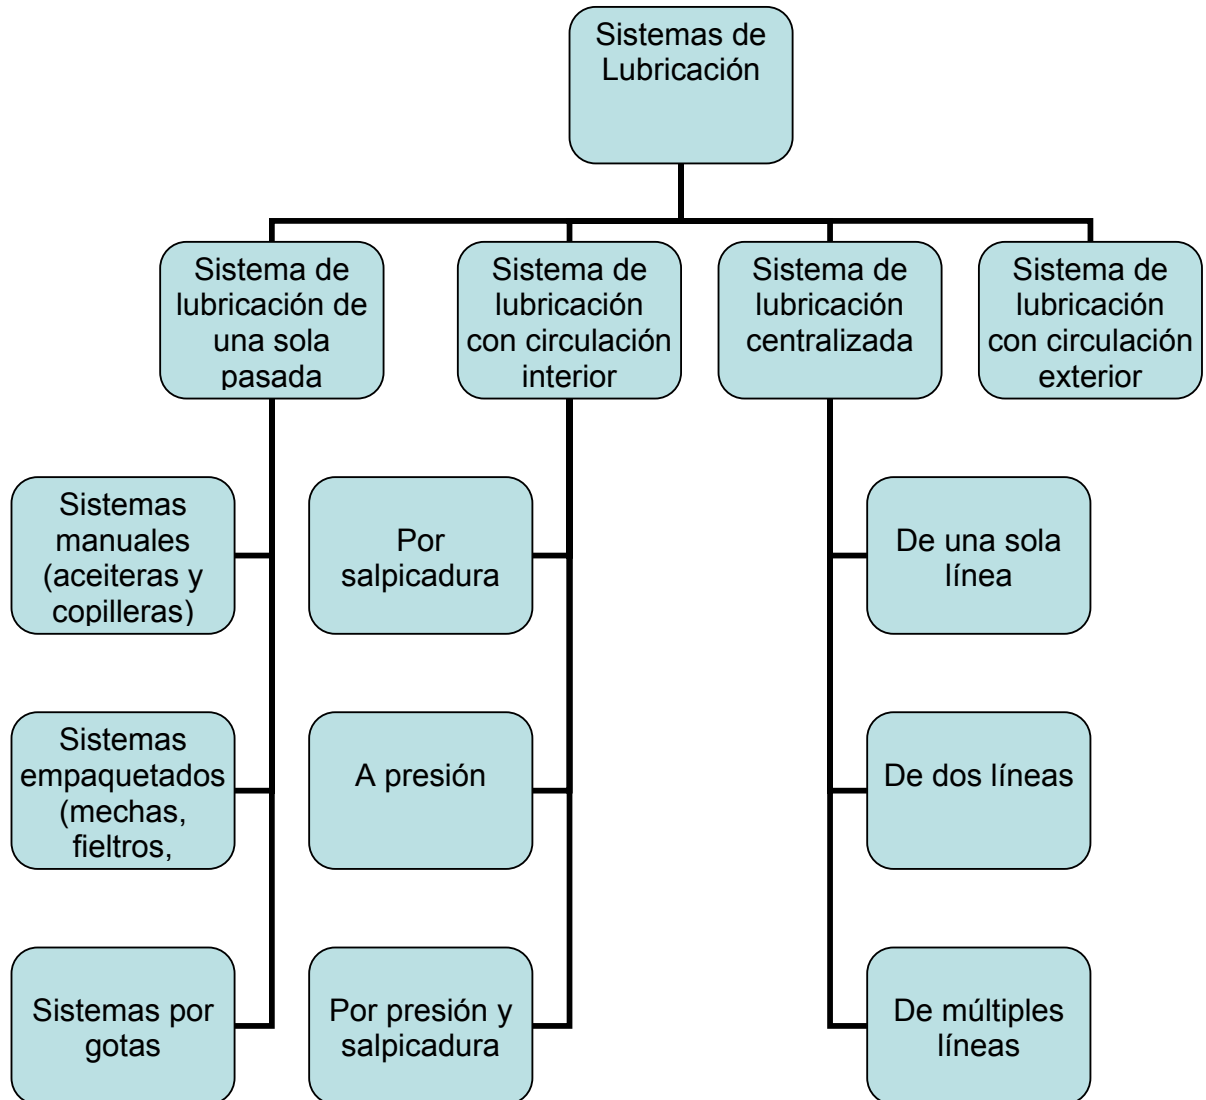 Sistemas de
Lubricación
Sistema de
lubricación de
una sola
pasada
Sistema de
lubricación
con circulación
interior
Sistema de
lubricación
centralizada
Sistema de
lubricación
con circulación
exterior
Sistemas
manuales
(aceiteras y
copilleras)
Por
salpicadura
De una sola
línea
Sistemas
empaquetados
(mechas,
fieltros,
A presión
De dos líneas
Sistemas por
gotas
Por presión y
salpicadura
De múltiples
líneas